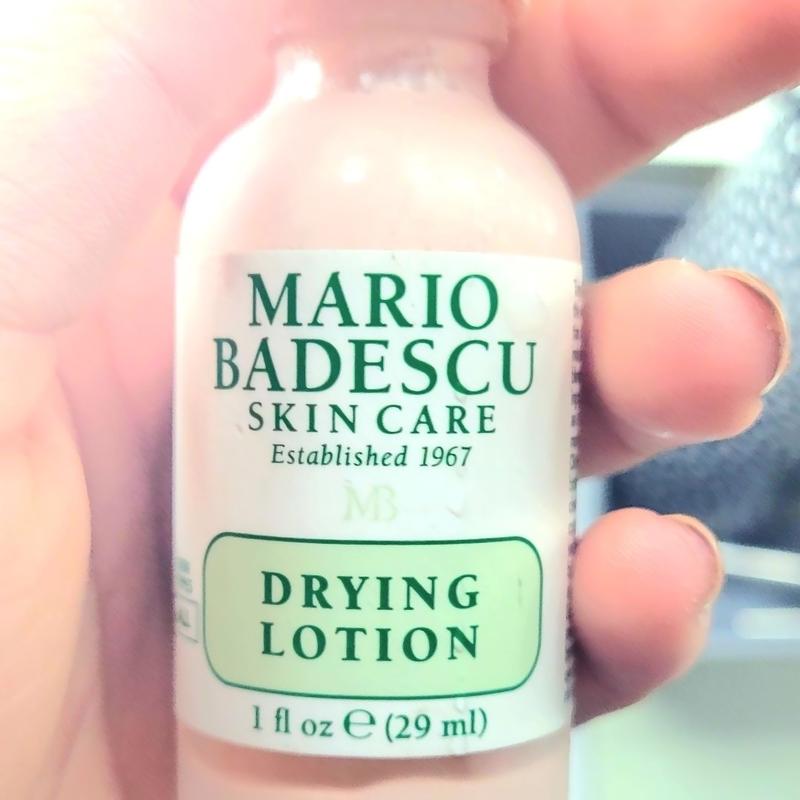 MARIO
BADESCU
SKIN CARE
Established 1967
MB
DRYING
LOTION
1 fl oz ℮ (29 ml)